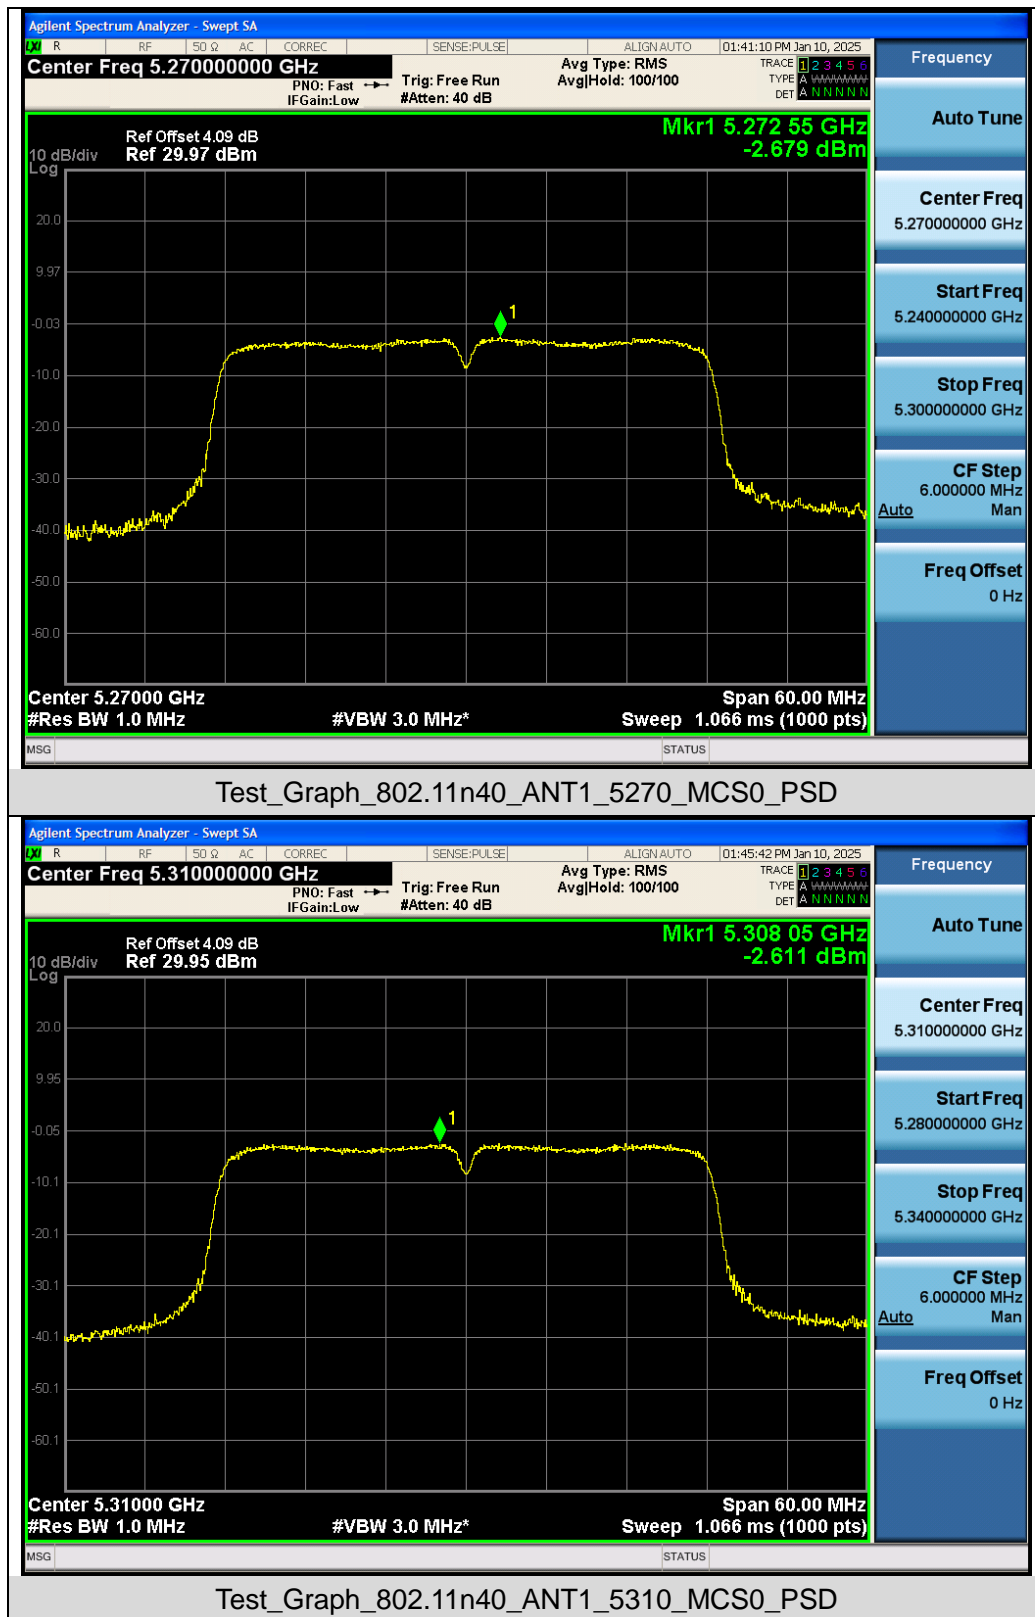 Agilent Spectrum Analyzer - Swept SA
LXI R RF 50 Ω AC CORREC SENSE:PULSE ALIGN AUTO 01:41:10 PM Jan 10, 2025
Center Freq 5.270000000 GHz
PNO: Fast
IFGain:Low
Trig: Free Run
#Atten: 40 dB
Avg Type: RMS
Avg|Hold: 100/100
TRACE 1 2 3 4 5 6
TYPE A WWWWW
DET A N N N N N
Ref Offset 4.09 dB
Ref 29.97 dBm
10 dB/div
Log
Mkr1 5.272 55 GHz
-2.679 dBm
20.0
9.97
-0.03
-10.0
-20.0
-30.0
-40.0
-50.0
-60.0
1
Center 5.27000 GHz
Span 60.00 MHz
#Res BW 1.0 MHz
#VBW 3.0 MHz*
Sweep 1.066 ms (1000 pts)
MSG
STATUS
Frequency
Auto Tune
Center Freq
5.270000000 GHz
Start Freq
5.240000000 GHz
Stop Freq
5.300000000 GHz
CF Step
6.000000 MHz
Auto Man
Freq Offset
0 Hz
Test_Graph_802.11n40_ANT1_5270_MCS0_PSD
Agilent Spectrum Analyzer - Swept SA
LXI R RF 50 Ω AC CORREC SENSE:PULSE ALIGN AUTO 01:45:42 PM Jan 10, 2025
Center Freq 5.310000000 GHz
PNO: Fast
IFGain:Low
Trig: Free Run
#Atten: 40 dB
Avg Type: RMS
Avg|Hold: 100/100
TRACE 1 2 3 4 5 6
TYPE A WWWWW
DET A N N N N N
Ref Offset 4.09 dB
Ref 29.95 dBm
10 dB/div
Log
Mkr1 5.308 05 GHz
-2.611 dBm
20.0
9.95
-0.05
-10.1
-20.1
-30.1
-40.1
-50.1
-60.1
1
Center 5.31000 GHz
Span 60.00 MHz
#Res BW 1.0 MHz
#VBW 3.0 MHz*
Sweep 1.066 ms (1000 pts)
MSG
STATUS
Frequency
Auto Tune
Center Freq
5.310000000 GHz
Start Freq
5.280000000 GHz
Stop Freq
5.340000000 GHz
CF Step
6.000000 MHz
Auto Man
Freq Offset
0 Hz
Test_Graph_802.11n40_ANT1_5310_MCS0_PSD